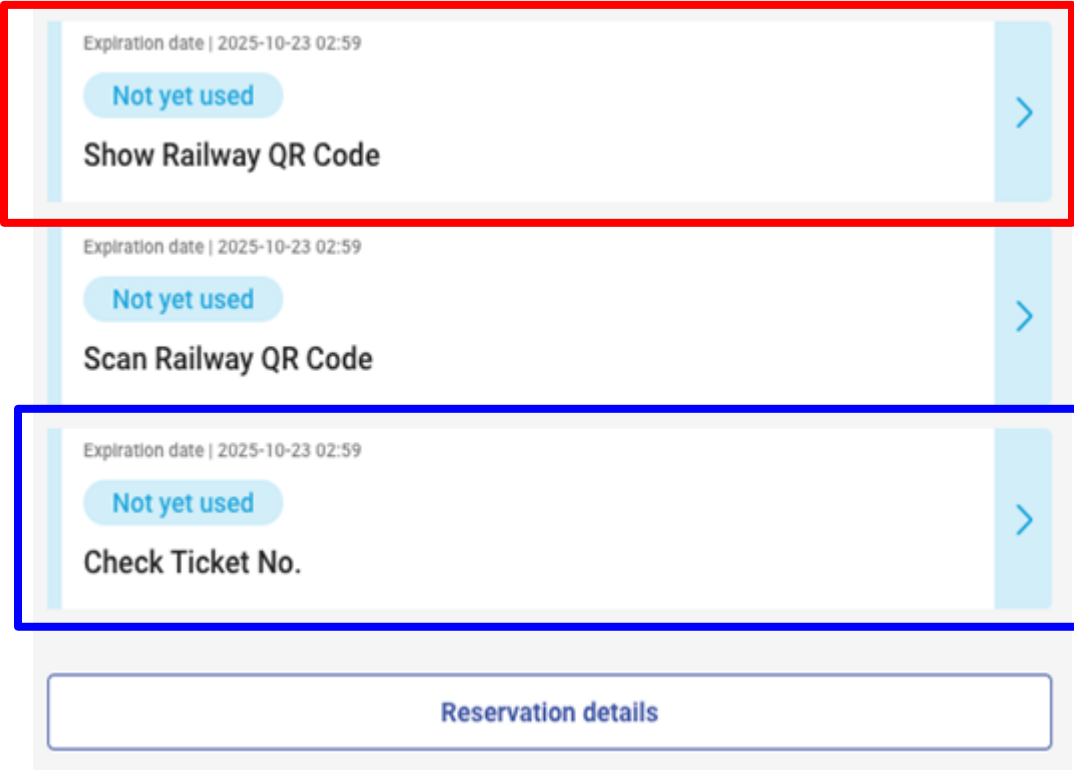 Expiration date | 2025-10-23 02:59
Not yet used
Show Railway QR Code
Expiration date | 2025-10-23 02:59
Not yet used
Scan Railway QR Code
Expiration date | 2025-10-23 02:59
Not yet used
Check Ticket No.
Reservation details